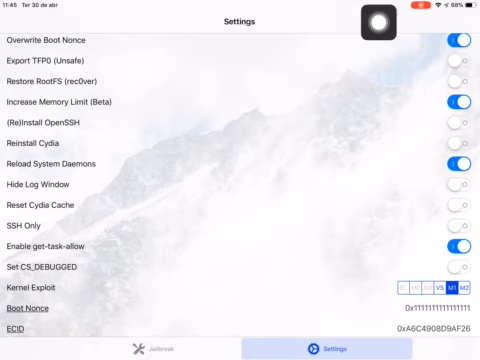 11:45 Ter 30 de abr 68%
Settings
Overwrite Boot Nonce
Export TFP0 (Unsafe)
Restore RootFS (rec0ver)
Increase Memory Limit (Beta)
(Re)Install OpenSSH
Reinstall Cydia
Reload System Daemons
Hide Log Window
Reset Cydia Cache
SSH Only
Enable get-task-allow
Set CS_DEBUGGED
Kernel Exploit VS M1 M2
Boot Nonce 0x1111111111111111
ECID 0xA6C4908D9AF26
Jailbreak Settings